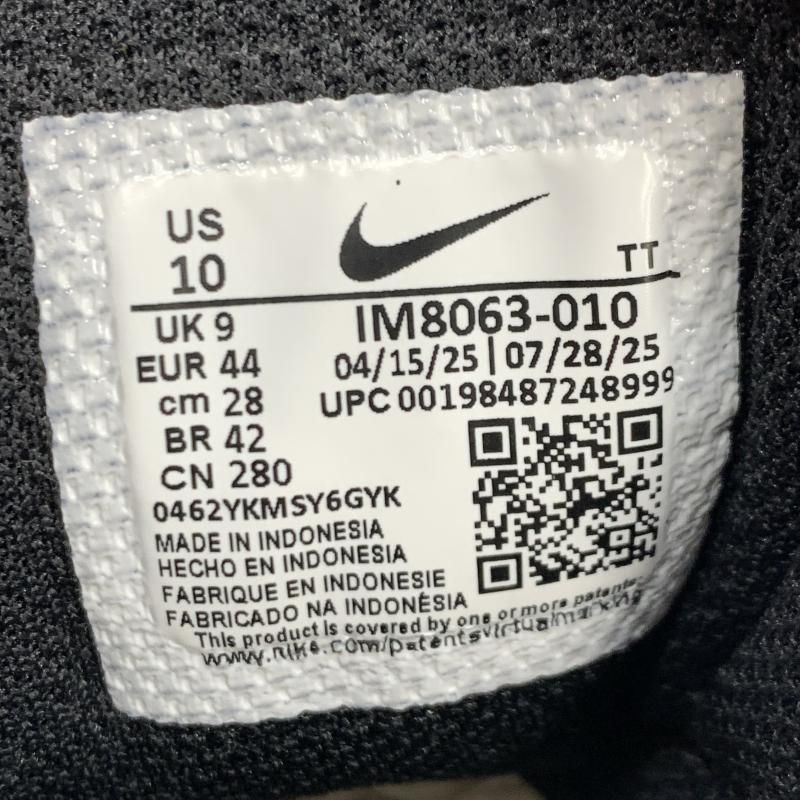 US
10
TT
UK 9
IM8063-010
EUR 44
04/15/25 | 07/28/25
cm 28
UPC 00198487248999
BR 42
CN 280
0462YKMSY6GYK
MADE IN INDONESIA
HECHO EN INDONESIA
FABRIQUE EN INDONESIE
FABRICADO NA INDONÉSIA
This product is covered by one or more patents.
www.nike.com/patentsvirtualmarking